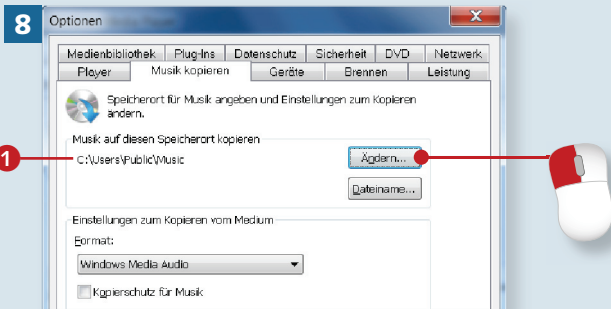 8
Optionen
Medienbibliothek Plug-Ins Datenschutz Sicherheit DVD Netzwerk
Player Musik kopieren Geräte Brennen Leistung
Speicherort für Musik angeben und Einstellungen zum Kopieren
ändern.
Musik auf diesen Speicherort kopieren
1 C:\Users\Public\Music Ändern...
Dateiname...
Einstellungen zum Kopieren vom Medium
Format:
Windows Media Audio
Kopierschutz für Musik